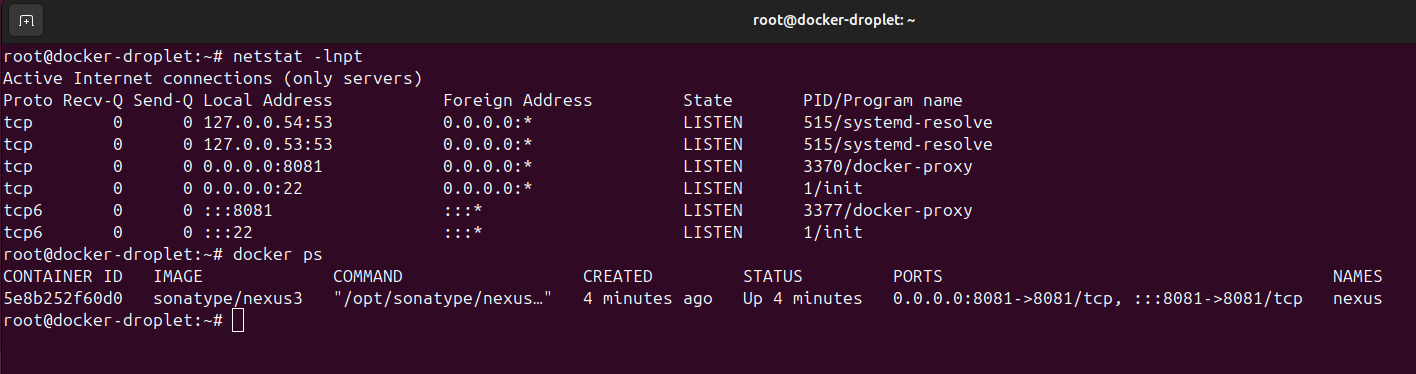 root@docker-droplet: ~
root@docker-droplet:~# netstat -lnpt
Active Internet connections (only servers)
Proto Recv-Q Send-Q Local Address           Foreign Address         State       PID/Program name
tcp        0      0 127.0.0.54:53           0.0.0.0:*               LISTEN      515/systemd-resolve
tcp        0      0 127.0.0.53:53           0.0.0.0:*               LISTEN      515/systemd-resolve
tcp        0      0 0.0.0.0:8081            0.0.0.0:*               LISTEN      3370/docker-proxy
tcp        0      0 0.0.0.0:22              0.0.0.0:*               LISTEN      1/init
tcp6       0      0 :::8081                 :::*                    LISTEN      3377/docker-proxy
tcp6       0      0 :::22                   :::*                    LISTEN      1/init
root@docker-droplet:~# docker ps
CONTAINER ID   IMAGE             COMMAND                  CREATED         STATUS         PORTS                                       NAMES
5e8b252f60d0   sonatype/nexus3   "/opt/sonatype/nexus…"   4 minutes ago   Up 4 minutes   0.0.0.0:8081->8081/tcp, :::8081->8081/tcp   nexus
root@docker-droplet:~#